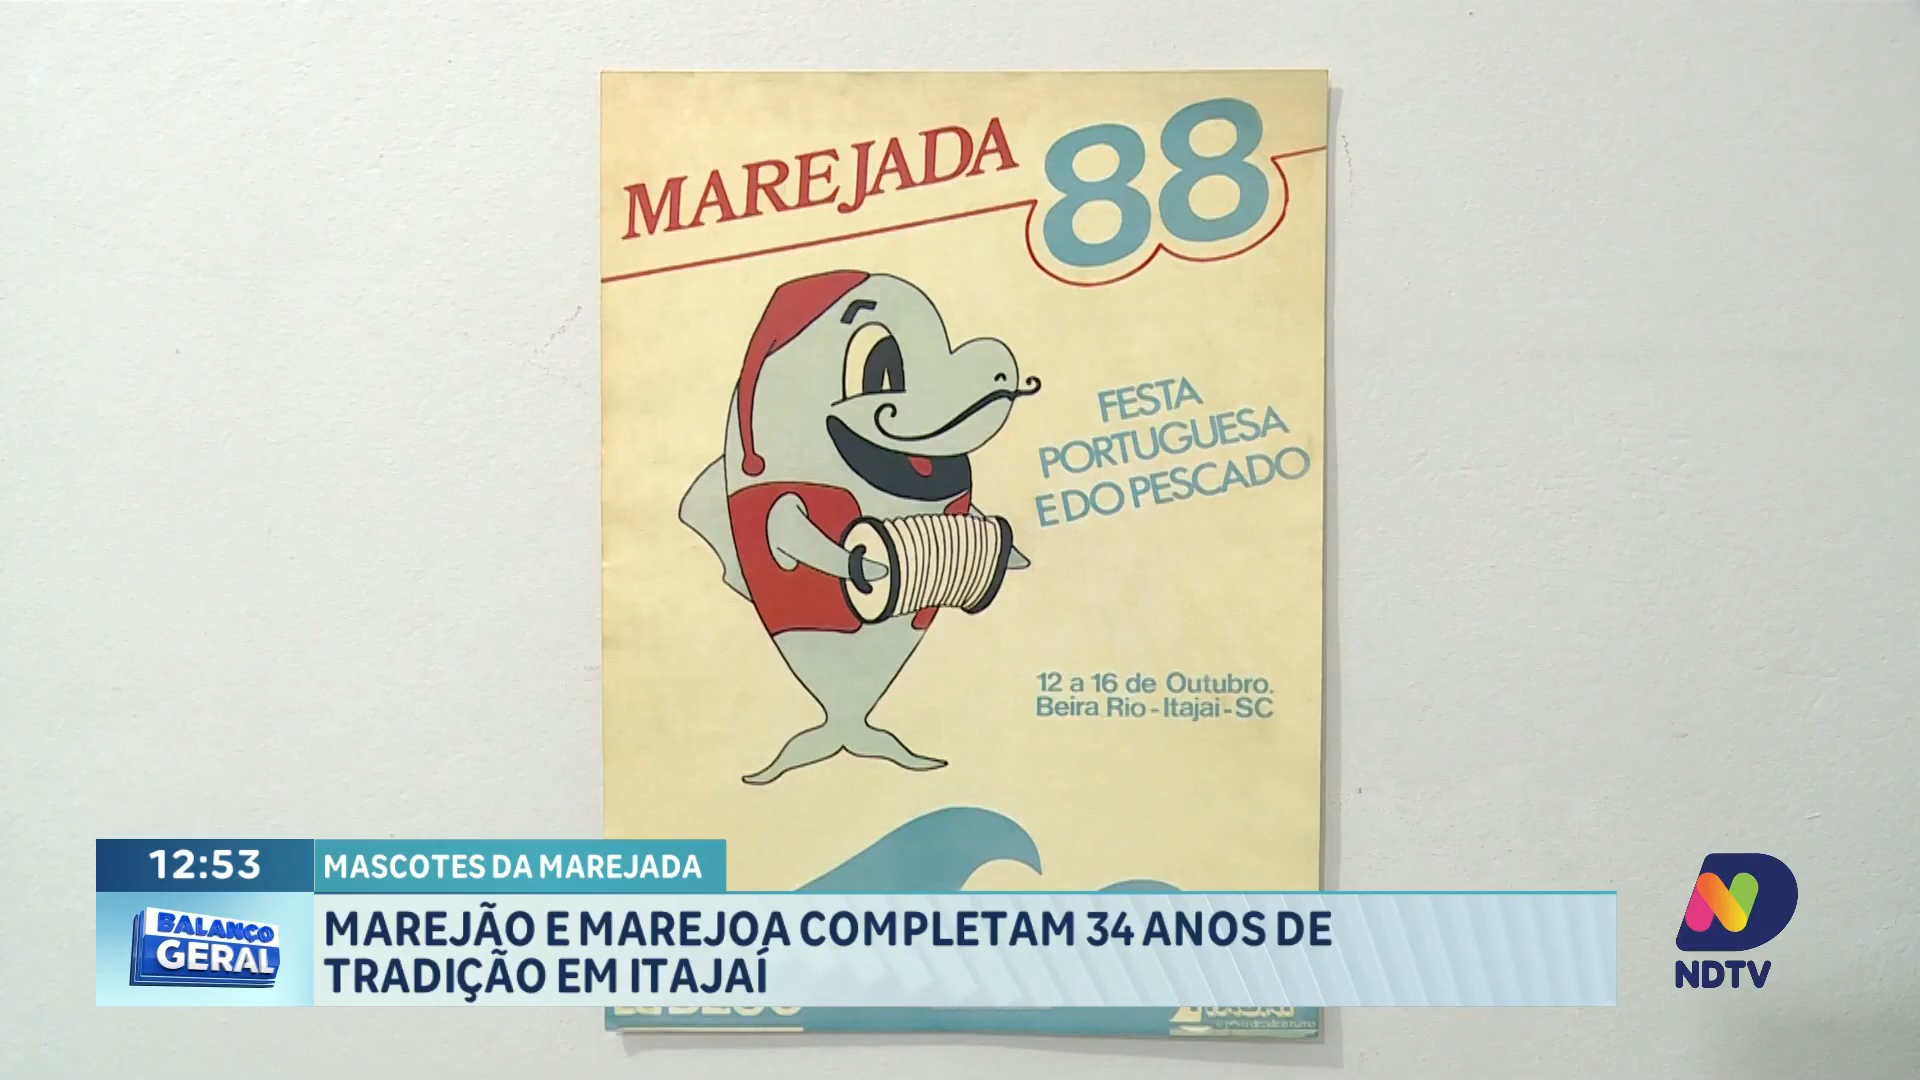 MAREJADA 88
FESTA
PORTUGUESA
E DO PESCADO
12 a 16 de Outubro.
Beira Rio - Itajai - SC
12:53
MASCOTES DA MAREJADA
BALANÇO
GERAL
MAREJÃO E MAREJOA COMPLETAM 34 ANOS DE
TRADIÇÃO EM ITAJAÍ
NDTV